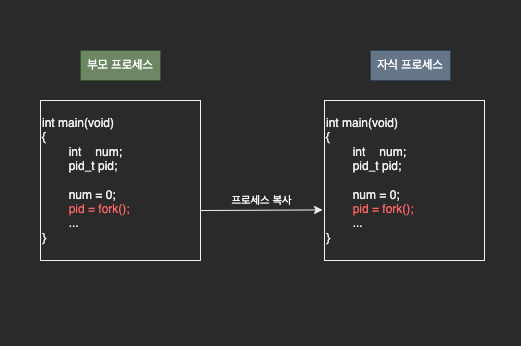 부모 프로세스
자식 프로세스
int main(void)
{
int num;
pid_t pid;
num = 0;
pid = fork();
...
}
프로세스 복사
int main(void)
{
int num;
pid_t pid;
num = 0;
pid = fork();
...
}